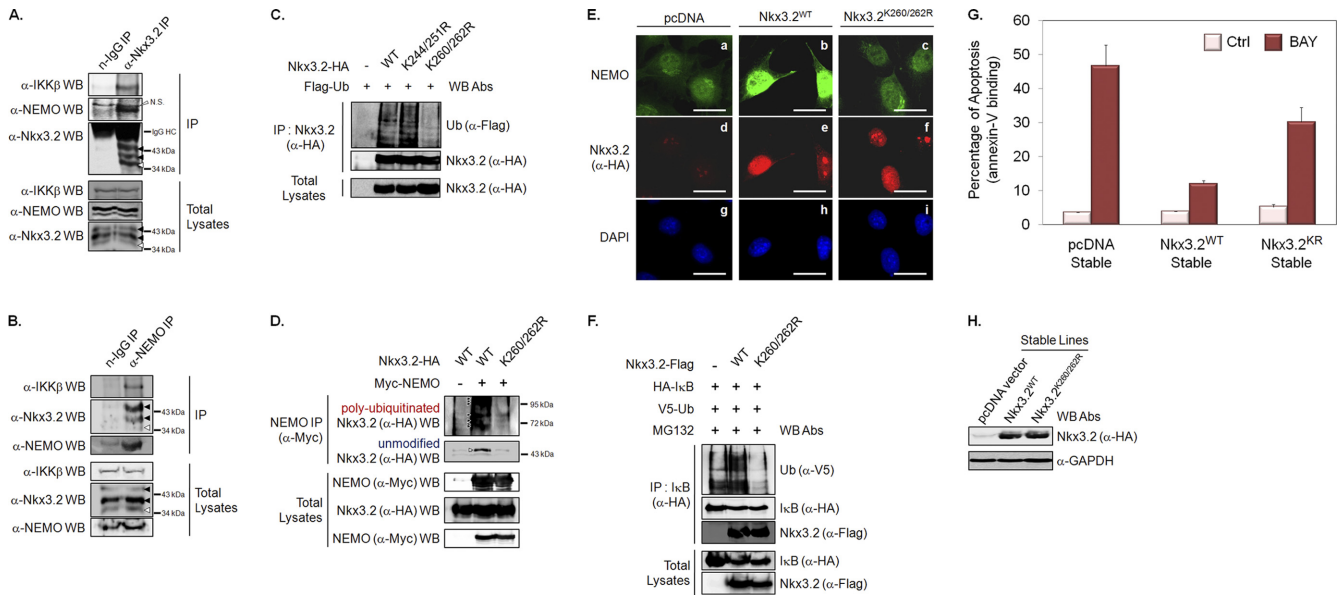 A.
n-IgG IP
α-Nkx3.2 IP
α-IKKβ WB
α-NEMO WB
N.S.
α-Nkx3.2 WB
IgG HC
43 kDa
34 kDa
IP
α-IKKβ WB
α-NEMO WB
α-Nkx3.2 WB
43 kDa
34 kDa
Total
Lysates
B.
n-IgG IP
α-NEMO IP
α-IKKβ WB
α-Nkx3.2 WB
43 kDa
34 kDa
α-NEMO WB
IP
α-IKKβ WB
α-Nkx3.2 WB
43 kDa
34 kDa
α-NEMO WB
Total
Lysates
C.
Nkx3.2-HA - WT K244/251R K260/262R
Flag-Ub + + + + WB Abs
IP : Nkx3.2
(α-HA)
Ub (α-Flag)
Nkx3.2 (α-HA)
Total
Lysates
Nkx3.2 (α-HA)
D.
Nkx3.2-HA WT WT K260/262R
Myc-NEMO - + +
NEMO IP
(α-Myc)
poly-ubiquitinated
Nkx3.2 (α-HA) WB
95 kDa
72 kDa
unmodified
Nkx3.2 (α-HA) WB
43 kDa
Total
Lysates
NEMO (α-Myc) WB
Nkx3.2 (α-HA) WB
NEMO (α-Myc) WB
E.
pcDNA Nkx3.2WT Nkx3.2K260/262R
NEMO
a b c
Nkx3.2
(α-HA)
d e f
DAPI
g h i
F.
Nkx3.2-Flag - WT K260/262R
HA-IκB + + +
V5-Ub + + +
MG132 + + + WB Abs
IP : IκB
(α-HA)
Ub (α-V5)
IκB (α-HA)
Nkx3.2 (α-Flag)
Total
Lysates
IκB (α-HA)
Nkx3.2 (α-Flag)
G.
Percentage of Apoptosis
(annexin-V binding)
60
50
40
30
20
10
0
Ctrl BAY
pcDNA
Stable
Nkx3.2WT
Stable
Nkx3.2KR
Stable
H.
Stable Lines
pcDNA vector
Nkx3.2WT
Nkx3.2K260/262R
WB Abs
Nkx3.2 (α-HA)
α-GAPDH